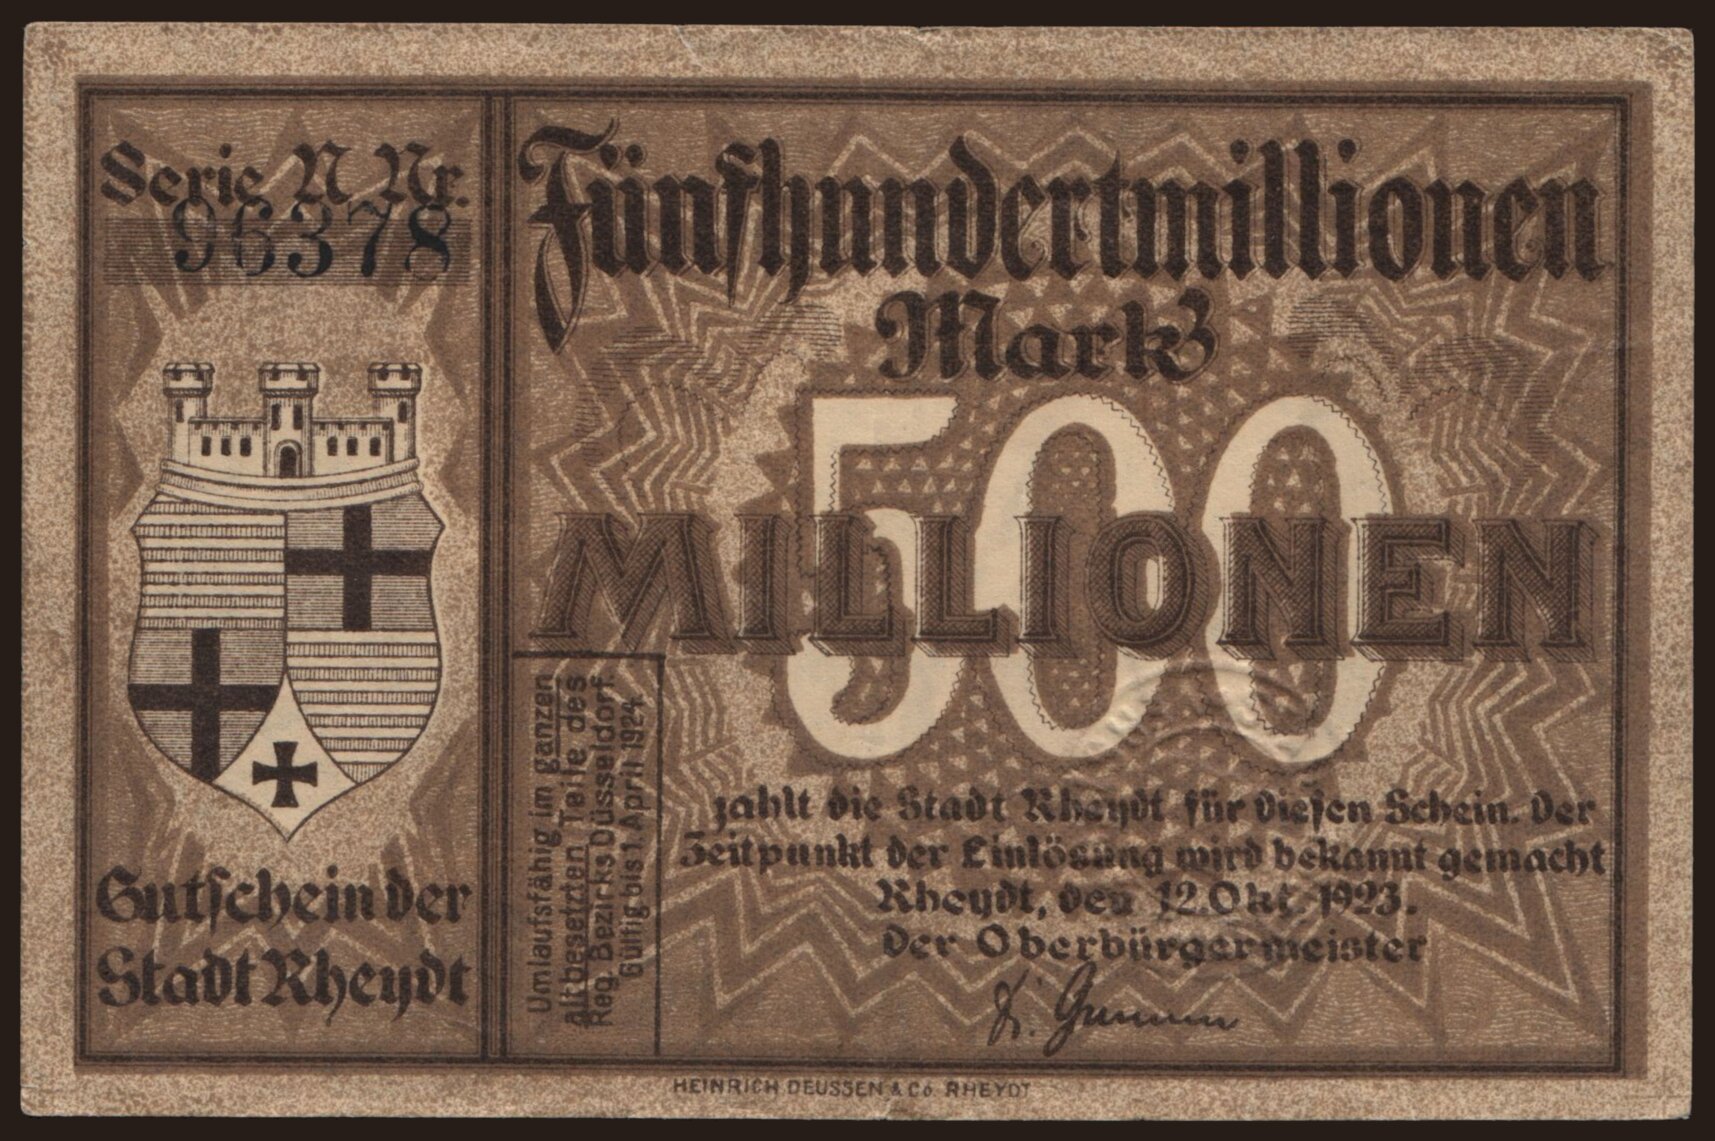 Serie N Nr.
96378
Gutschein der
Stadt Rheydt
Fünfhundertmillionen
Mark
500
MILLIONEN
Umlaufsfähig im ganzen
altbesetzten Teile des
Reg. Bezirks Düsseldorf.
Gültig bis 1. April 1924.
zahlt die Stadt Rheydt für diesen Schein. Der
Zeitpunkt der Einlösung wird bekannt gemacht
Rheydt, den 12. Okt. 1923.
Der Oberbürgermeister
HEINRICH DEUSSEN & Co. RHEYDT